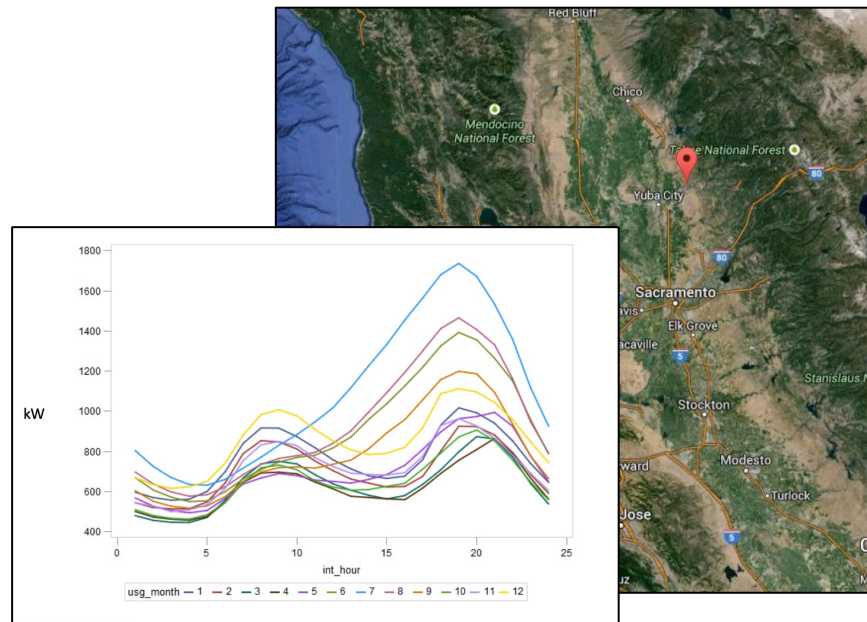 Red Bluff
Chico
Mendocino
National Forest
Tahoe National Forest
80
Yuba City
80
Sacramento
Elk Grove
5
Stanislaus N
Stockton
Modesto
Turlock
Jose
5
1800
1600
1400
1200
1000
kW
800
600
400
0 5 10 15 20 25
int_hour
usg_month 1 2 3 4 5 6 7 8 9 10 11 12